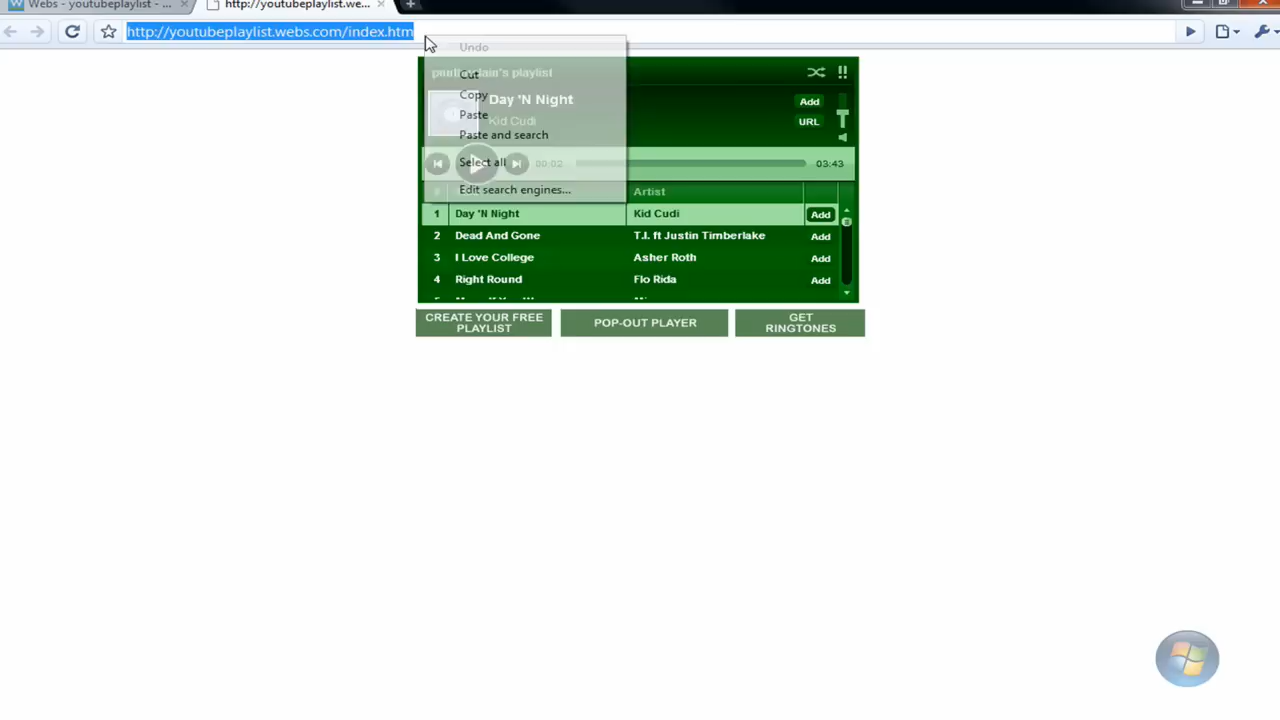 Webs - youtubeplaylist - ...
http://youtubeplaylist.we...
http://youtubeplaylist.webs.com/index.htm
Undo
Cut
Copy
Paste
Paste and search
Select all
Edit search engines...
playlist
Day 'N Night
Kid Cudi
Add
URL
00:02
03:43
Artist
1 Day 'N Night Kid Cudi Add
2 Dead And Gone T.I. ft Justin Timberlake Add
3 I Love College Asher Roth Add
4 Right Round Flo Rida Add
CREATE YOUR FREE
PLAYLIST
POP-OUT PLAYER
GET
RINGTONES